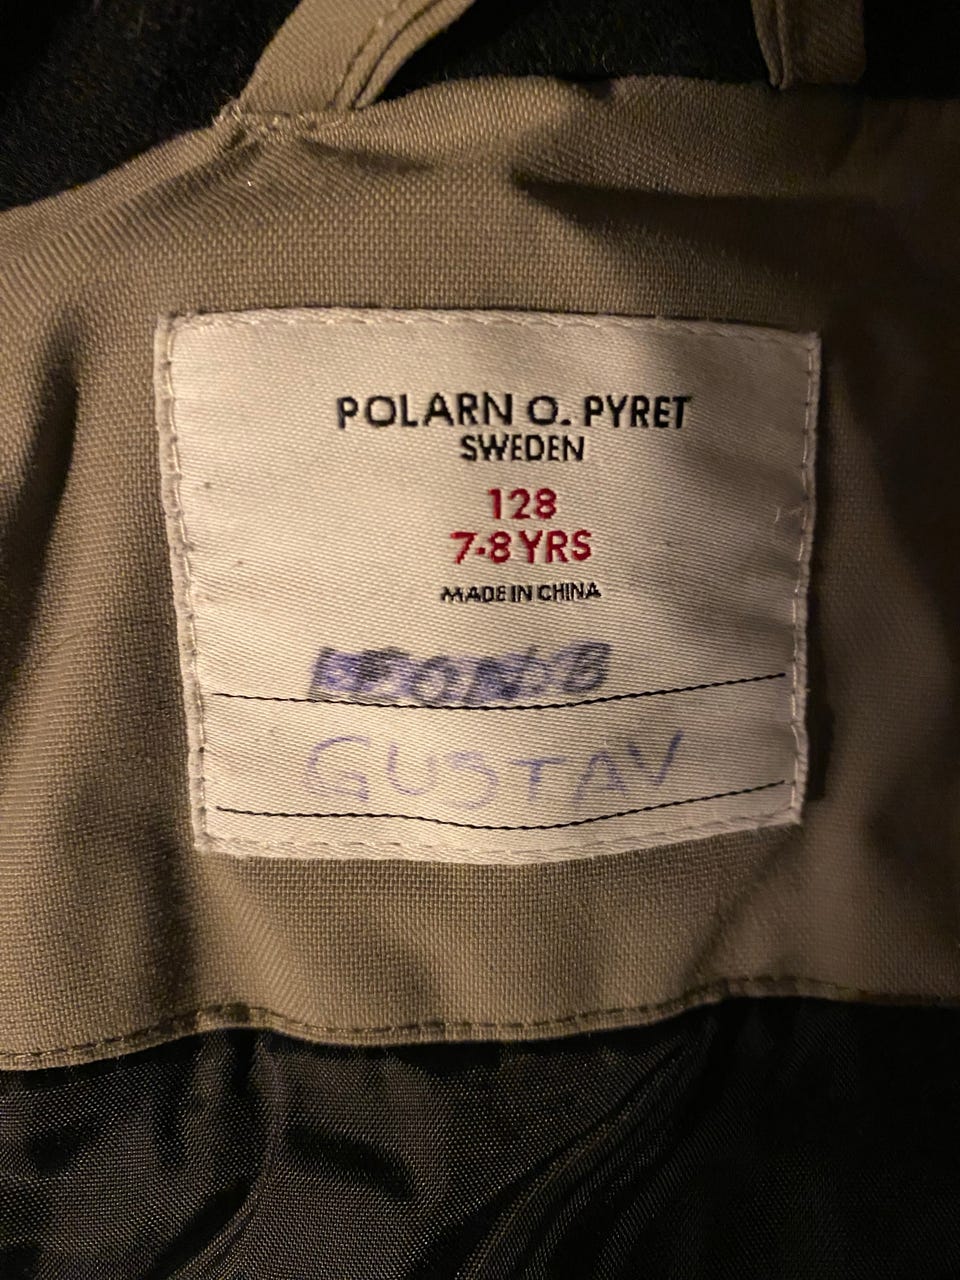 POLARN O. PYRET
SWEDEN
128
7-8 YRS
MADE IN CHINA
GUSTAV